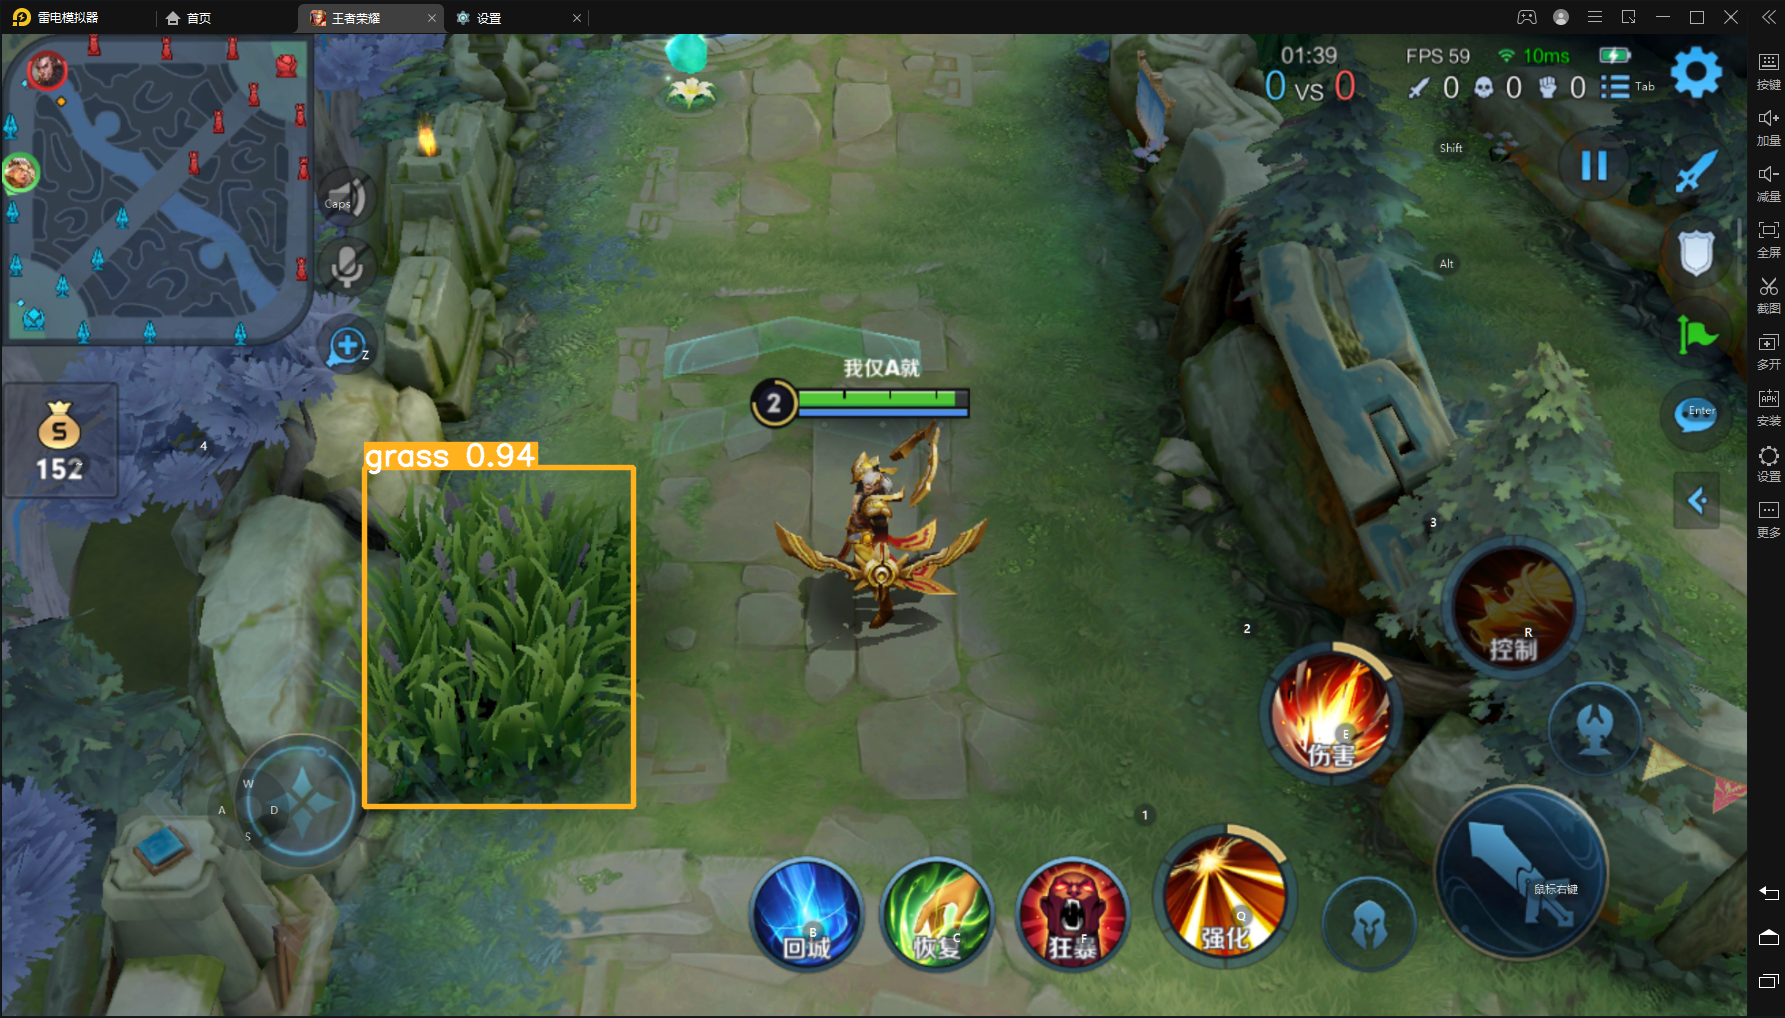 雷电模拟器
首页
王者荣耀
设置
01:39
FPS 59
10ms
0 VS 0
0
0
0
Tab
按键
加量
减量
全屏
截图
多开
安装
设置
更多
APK
Shift
Caps
Alt
Z
Enter
我仅A就
2
S
152
4
grass 0.94
3
2
R
控制
E
伤害
W
A
D
S
1
B
回城
C
恢复
F
狂暴
Q
强化
鼠标右键